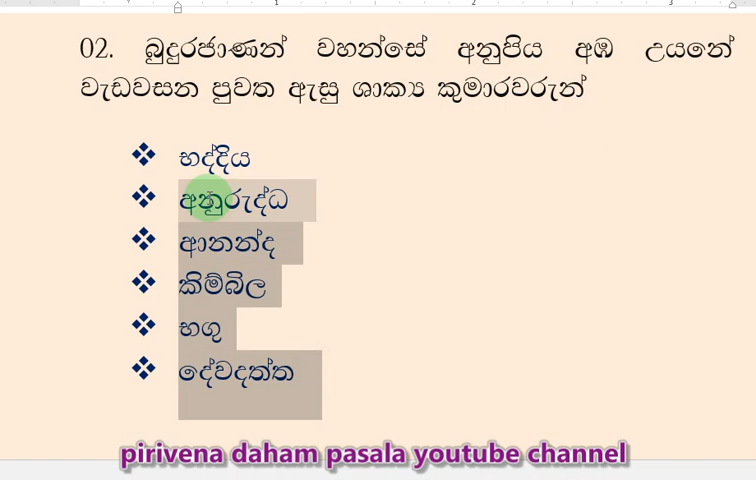 02. බුදුරජාණන් වහන්සේ අනුපිය අඹ උයනේ
වැඩවසන පුවත ඇසු ශාක්‍ය කුමාරවරුන්
❖ භද්දිය
❖ අනුරුද්ධ
❖ ආනන්ද
❖ කිම්බිල
❖ භගු
❖ දේවදත්ත
pirivena daham pasala youtube channel